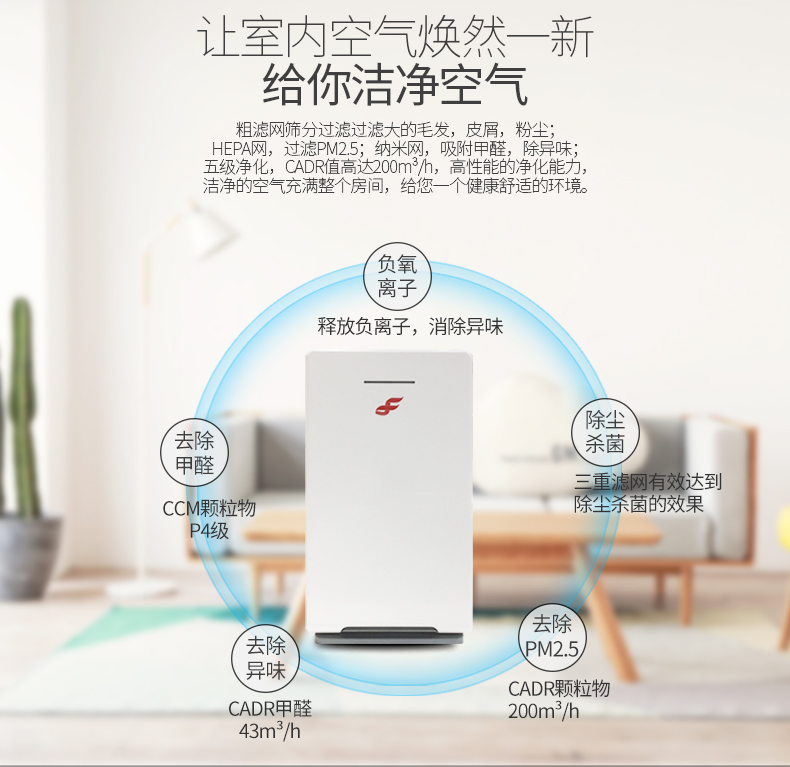 让室内空气焕然一新
给你洁净空气
粗滤网筛分过滤过滤大的毛发，皮屑，粉尘；
HEPA网，过滤PM2.5；纳米网，吸附甲醛，除异味；
五级净化，CADR值高达200m³/h，高性能的净化能力，
洁净的空气充满整个房间，给您一个健康舒适的环境。
负氧
离子
释放负离子，消除异味
去除
甲醛
CCM颗粒物
P4级
除尘
杀菌
三重滤网有效达到
除尘杀菌的效果
去除
异味
CADR甲醛
43m³/h
去除
PM2.5
CADR颗粒物
200m³/h